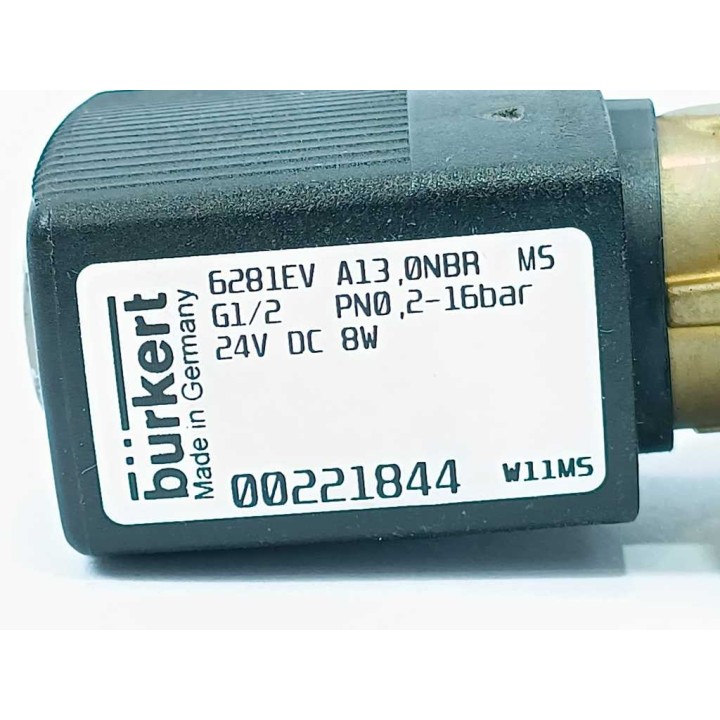 bürkert
Made in Germany
6281EV A13,0NBR MS
G1/2 PN0,2-16bar
24V DC 8W
00221844 W11MS